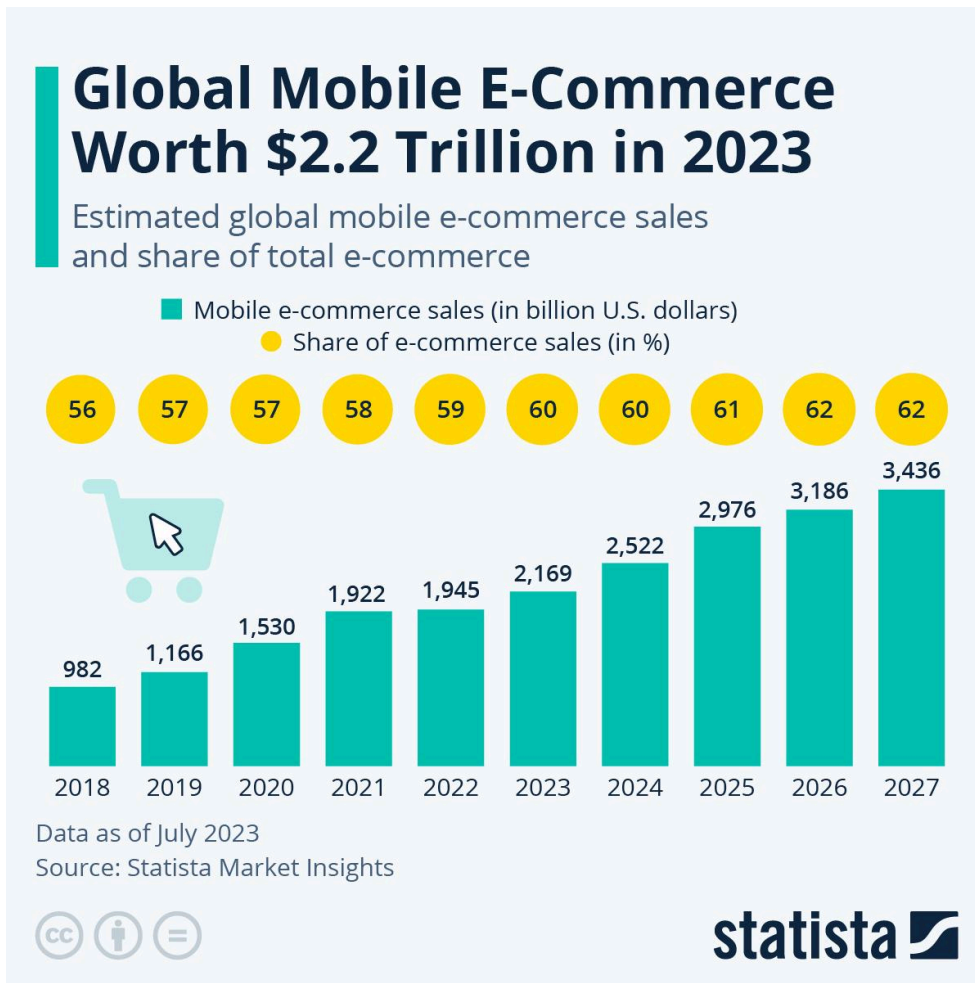 Global Mobile E-Commerce
Worth $2.2 Trillion in 2023
Estimated global mobile e-commerce sales
and share of total e-commerce
Mobile e-commerce sales (in billion U.S. dollars)
Share of e-commerce sales (in %)
56 57 57 58 59 60 60 61 62 62
982 1,166 1,530 1,922 1,945 2,169 2,522 2,976 3,186 3,436
2018 2019 2020 2021 2022 2023 2024 2025 2026 2027
Data as of July 2023
Source: Statista Market Insights
cc
statista